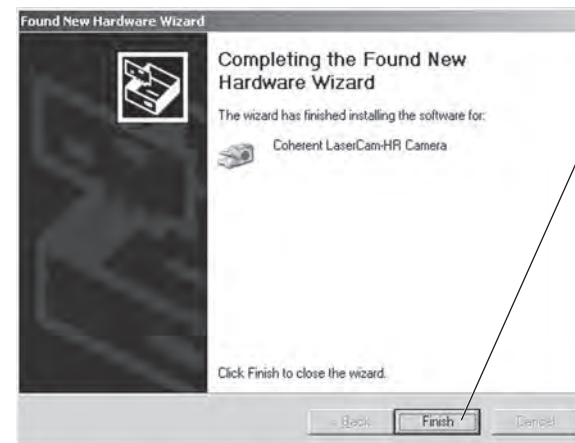 Found New Hardware Wizard
Completing the Found New
Hardware Wizard
The wizard has finished installing the software for:
Coherent LaserCam-HR Camera
Click Finish to close the wizard.
< Back
Finish
Cancel